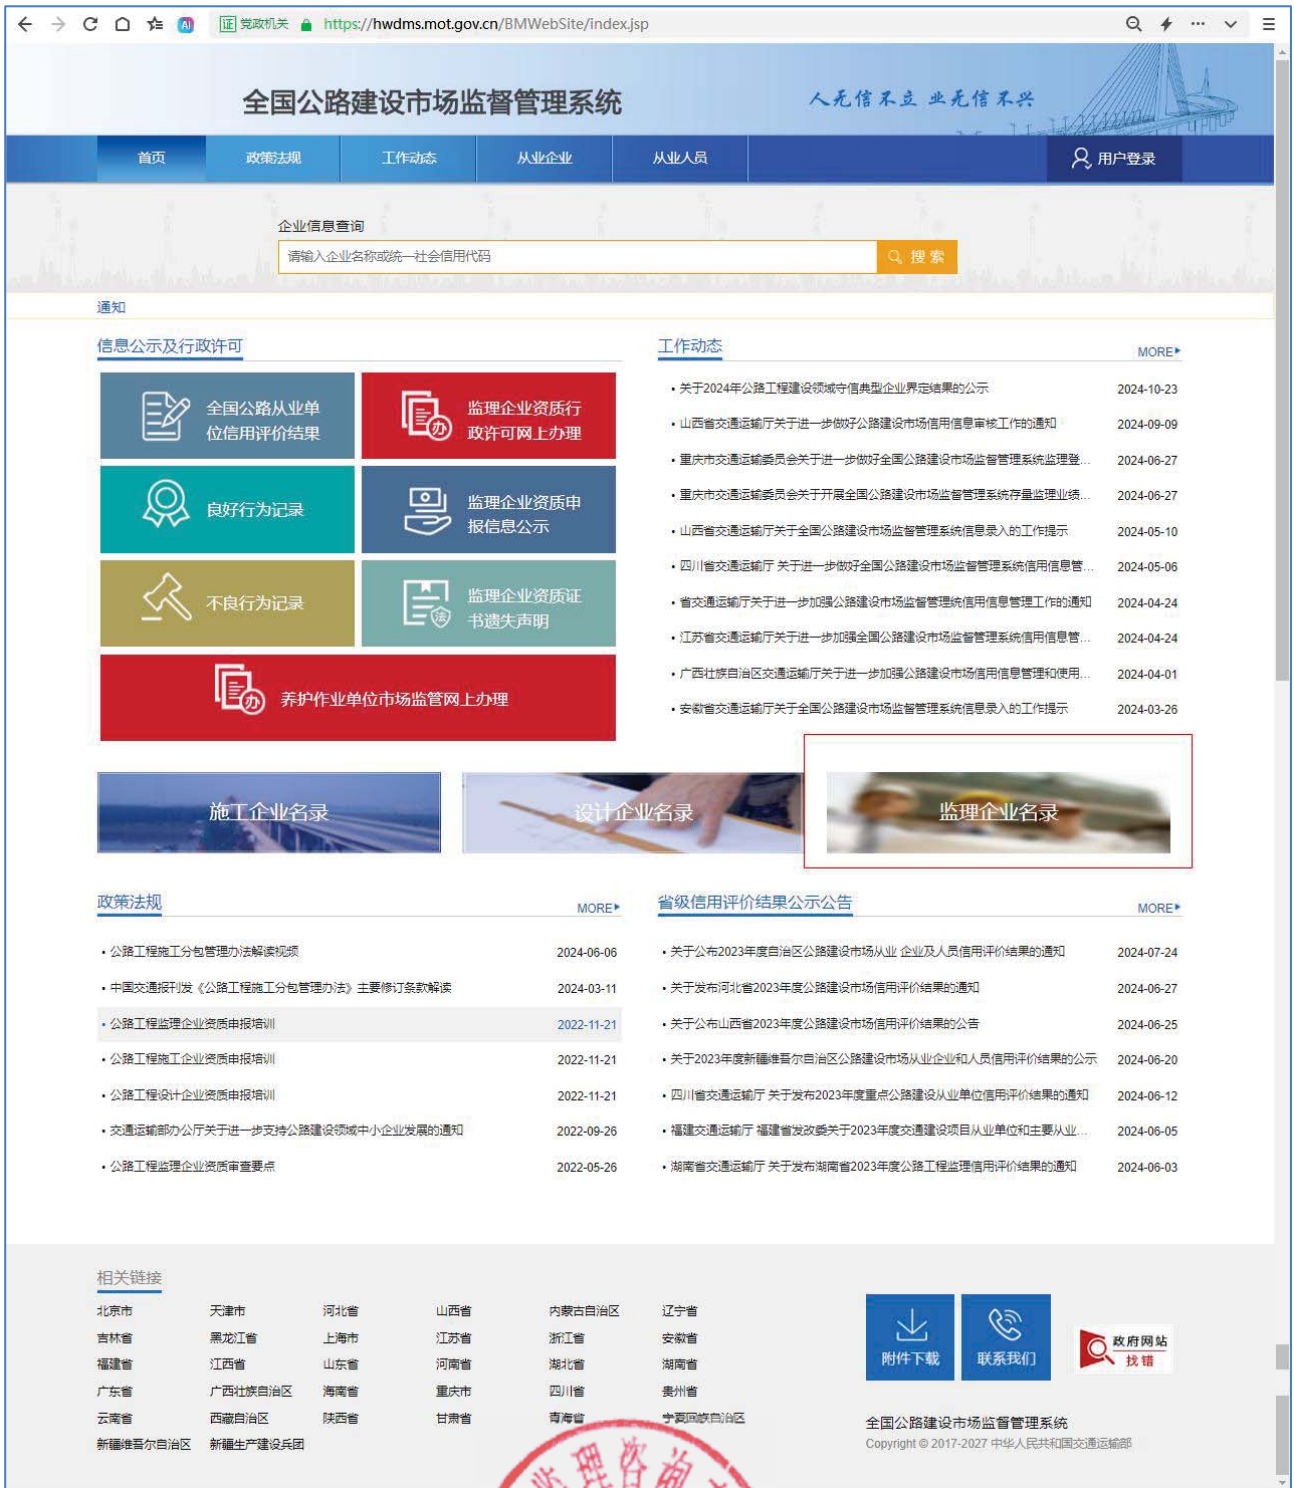 证 党政机关 https://hwdms.mot.gov.cn/BMWebSite/index.jsp
全国公路建设市场监督管理系统
人无信不立 业无信不兴
首页 政策法规 工作动态 从业企业 从业人员 用户登录
企业信息查询
请输入企业名称或统一社会信用代码 搜索
通知
信息公示及行政许可
全国公路从业单
位信用评价结果
监理企业资质行
政许可网上办理
良好行为记录
监理企业资质申
报信息公示
不良行为记录
监理企业资质证
书遗失声明
养护作业单位市场监管网上办理
工作动态 MORE
• 关于2024年公路工程建设领域守信典型企业界定结果的公示 2024-10-23
• 山西省交通运输厅关于进一步做好公路建设市场信用信息审核工作的通知 2024-09-09
• 重庆市交通运输委员会关于进一步做好全国公路建设市场监督管理系统监理登... 2024-06-27
• 重庆市交通运输委员会关于开展全国公路建设市场监督管理系统存量监理业绩... 2024-06-27
• 山西省交通运输厅关于全国公路建设市场监督管理系统信息录入的工作提示 2024-05-10
• 四川省交通运输厅 关于进一步做好全国公路建设市场监督管理系统信用信息管... 2024-05-06
• 省交通运输厅关于进一步加强公路建设市场监督管理统信用信息管理工作的通知 2024-04-24
• 江苏省交通运输厅关于进一步加强全国公路建设市场监督管理系统信用信息管... 2024-04-24
• 广西壮族自治区交通运输厅关于进一步加强公路建设市场信用信息管理和使用... 2024-04-01
• 安徽省交通运输厅关于全国公路建设市场监督管理系统信息录入的工作提示 2024-03-26
施工企业名录 设计企业名录 监理企业名录
政策法规 MORE
• 公路工程施工分包管理办法解读视频 2024-06-06
• 中国交通报刊发《公路工程施工分包管理办法》主要修订条款解读 2024-03-11
• 公路工程监理企业资质申报培训 2022-11-21
• 公路工程施工企业资质申报培训 2022-11-21
• 公路工程设计企业资质申报培训 2022-11-21
• 交通运输部办公厅关于进一步支持公路建设领域中小企业发展的通知 2022-09-26
• 公路工程监理企业资质审查要点 2022-05-26
省级信用评价结果公示公告 MORE
• 关于公布2023年度自治区公路建设市场从业 企业及人员信用评价结果的通知 2024-07-24
• 关于发布河北省2023年度公路建设市场信用评价结果的通知 2024-06-27
• 关于公布山西省2023年度公路建设市场信用评价结果的公告 2024-06-25
• 关于2023年度新疆维吾尔自治区公路建设市场从业企业和人员信用评价结果的公示 2024-06-20
• 四川省交通运输厅 关于发布2023年度重点公路建设从业单位信用评价结果的通知 2024-06-12
• 福建交通运输厅 福建省发改委关于2023年度交通建设项目从业单位和主要从业... 2024-06-05
• 湖南省交通运输厅 关于发布湖南省2023年度公路工程监理信用评价结果的通知 2024-06-03
相关链接
北京市 天津市 河北省 山西省 内蒙古自治区 辽宁省
吉林省 黑龙江省 上海市 江苏省 浙江省 安徽省
福建省 江西省 山东省 河南省 湖北省 湖南省
广东省 广西壮族自治区 海南省 重庆市 四川省 贵州省
云南省 西藏自治区 陕西省 甘肃省 青海省 宁夏回族自治区
新疆维吾尔自治区 新疆生产建设兵团
附件下载 联系我们
政府网站
找错
全国公路建设市场监督管理系统
Copyright © 2017-2027 中华人民共和国交通运输部
监理咨询